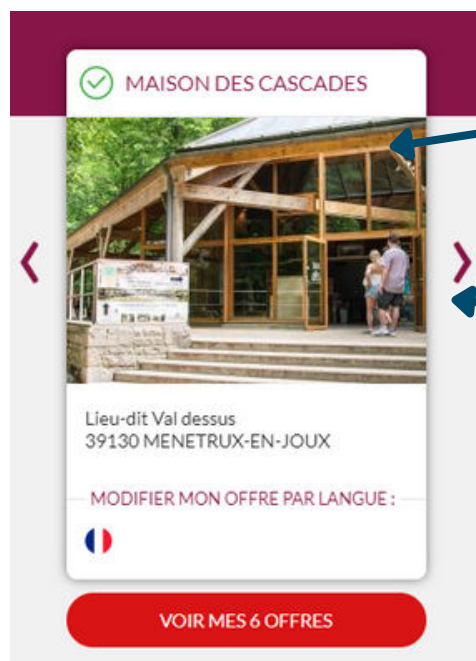 MAISON DES CASCADES
Lieu-dit Val dessus
39130 MENETRUX-EN-JOUX
MODIFIER MON OFFRE PAR LANGUE :
VOIR MES 6 OFFRES